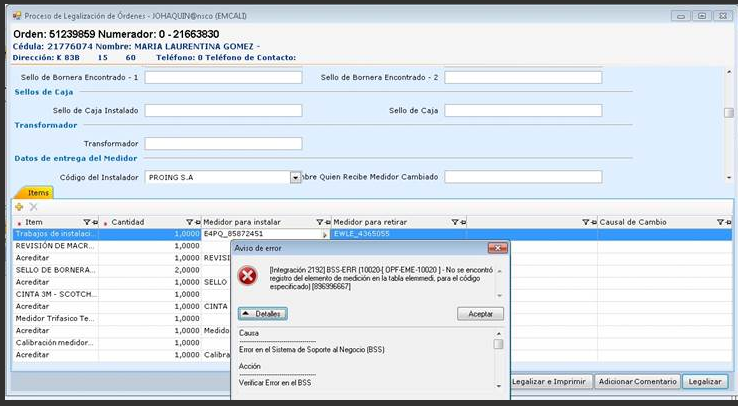 Proceso de Legalización de Órdenes - JOHAQUIN@nsco (EMCALI)
Orden: 51239859 Numerador: 0 - 21663830
Cédula: 21776074 Nombre: MARIA LAURENTINA GOMEZ -
Dirección: K 83B 15 60 Teléfono: 0 Teléfono de Contacto:
Sello de Bornera Encontrado - 1 Sello de Bornera Encontrado - 2
Sellos de Caja
Sello de Caja Instalado Sello de Caja
Transformador
Transformador
Datos de entrega del Medidor
Código del Instalador PROING S.A bre Quien Recibe Medidor Cambiado
Items
Item Cantidad Medidor para instalar Medidor para retirar Causal de Cambio
Trabajos de instalaci... 1,0000 E4PQ_85872451 EWLE_4365055
REVISIÓN DE MACR... 1,0000
Acreditar 1,0000 REVISI
SELLO DE BORNERA... 2,0000
Acreditar 1,0000 SELLO
CINTA 3M - SCOTCH... 1,0000
Acreditar 1,0000 CINTA
Medidor Trifasico Te... 1,0000
Acreditar 1,0000 Medido
Calibración medidor... 1,0000
Acreditar 1,0000 Calibra
Aviso de error
[Integración 2192] BSS-ERR (10020-[ OPF-EME-10020 ] - No se encontró
registro del elemento de medición en la tabla elemmedi, para el código
especificado) [896996667]
Detalles Aceptar
Causa
Error en el Sistema de Soporte al Negocio (BSS)
Acción
Verificar Error en el BSS
Legalizar e Imprimir Adicionar Comentario Legalizar